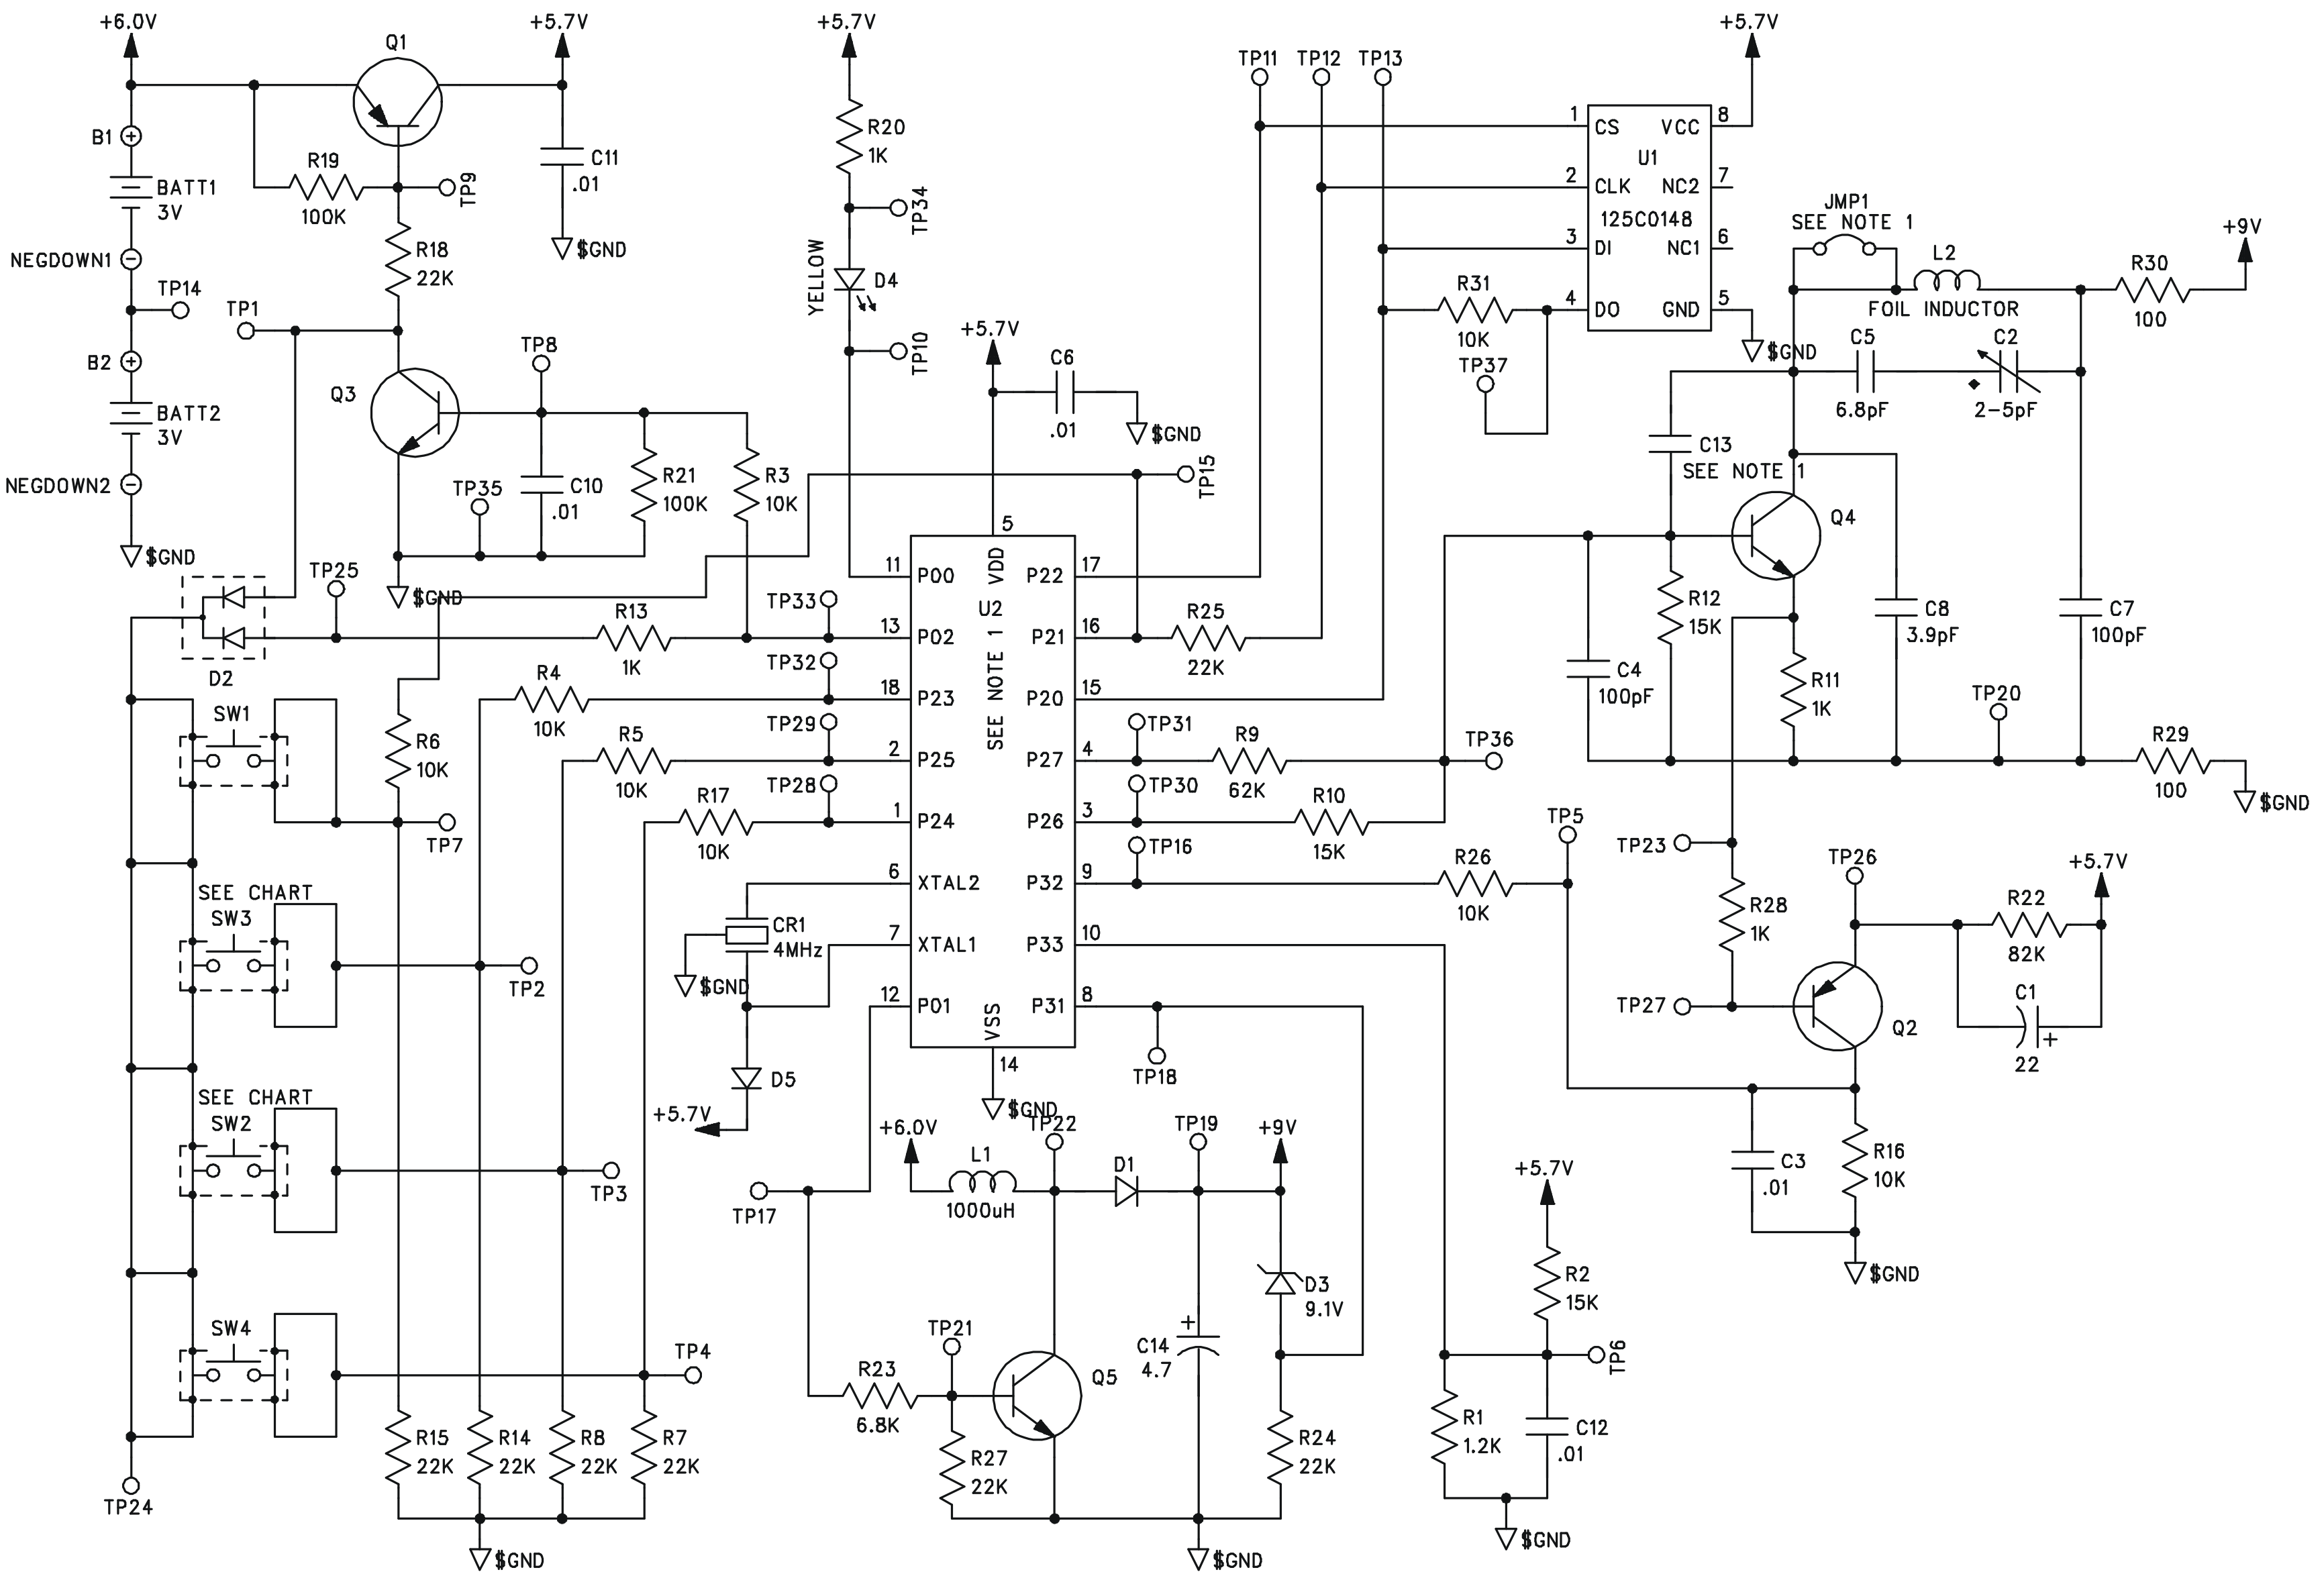 +6.0V
+5.7V
+5.7V
+5.7V
Q1
TP11
TP12
TP13
R20
1K
1
CS
VCC
8
B1
U1
R19
100K
C11
.01
BATT1
3V
TP9
TP34
2
CLK
NC2
7
125C0148
JMP1
SEE NOTE 1
$GND
R18
22K
NEGDOWN1
YELLOW
D4
3
DI
NC1
6
+9V
L2
R30
100
R31
10K
4
DO
GND
5
FOIL INDUCTOR
TP14
TP1
+5.7V
TP10
$GND
C5
6.8pF
C2
2-5pF
TP8
B2
C6
.01
TP37
Q3
BATT2
3V
$GND
C13
SEE NOTE 1
NEGDOWN2
TP35
C10
.01
R21
100K
R3
10K
TP15
5
VDD
Q4
$GND
$GND
TP25
TP33
11
P00
P22
17
U2
SEE NOTE 1
R13
1K
13
P02
P21
16
R25
22K
R12
15K
C8
3.9pF
C7
100pF
D2
TP32
R4
10K
18
P23
P20
15
C4
100pF
R11
1K
TP20
SW1
TP29
TP31
R6
10K
R5
10K
2
P25
P27
4
R9
62K
TP36
R29
100
$GND
TP28
TP30
R17
10K
1
P24
P26
3
R10
15K
TP5
TP7
TP16
TP23
TP26
+5.7V
SEE CHART
SW3
6
XTAL2
P32
9
R26
10K
R28
1K
R22
82K
CR1
4MHz
7
XTAL1
P33
10
TP2
$GND
12
P01
P31
8
TP27
C1
+
22
Q2
VSS
14
TP18
D5
SEE CHART
SW2
+5.7V
$GND
+6.0V
TP22
TP19
+9V
L1
1000uH
D1
C3
.01
R16
10K
+5.7V
TP3
TP17
$GND
D3
9.1V
R2
15K
SW4
TP21
+
C14
4.7
TP6
TP4
R23
6.8K
Q5
R15
22K
R14
22K
R8
22K
R7
22K
R27
22K
R24
22K
R1
1.2K
C12
.01
TP24
$GND
$GND
$GND